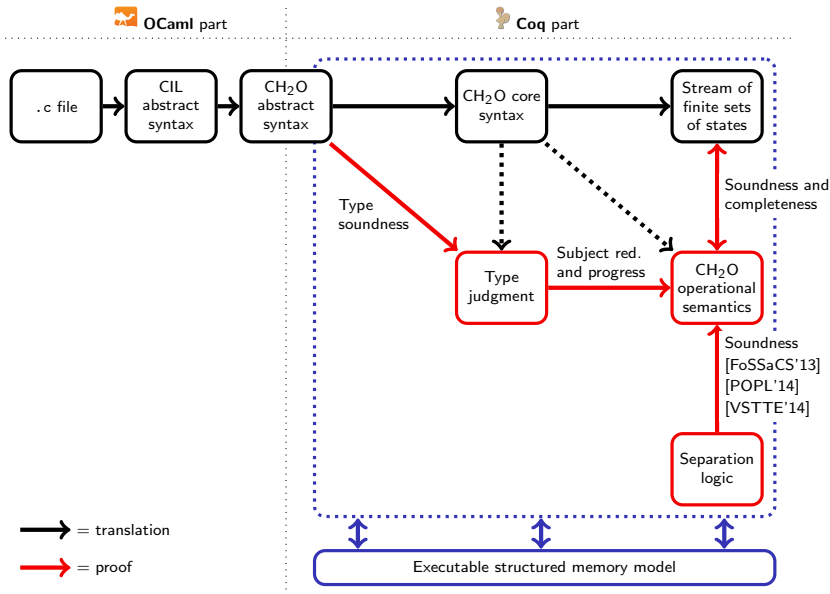 OCaml part
Coq part
.c file
CIL
abstract
syntax
CH₂O
abstract
syntax
CH₂O core
syntax
Stream of
finite sets
of states
Type
soundness
Soundness and
completeness
Type
judgment
Subject red.
and progress
CH₂O
operational
semantics
Soundness
[FoSSaCS'13]
[POPL'14]
[VSTTE'14]
Separation
logic
= translation
= proof
Executable structured memory model